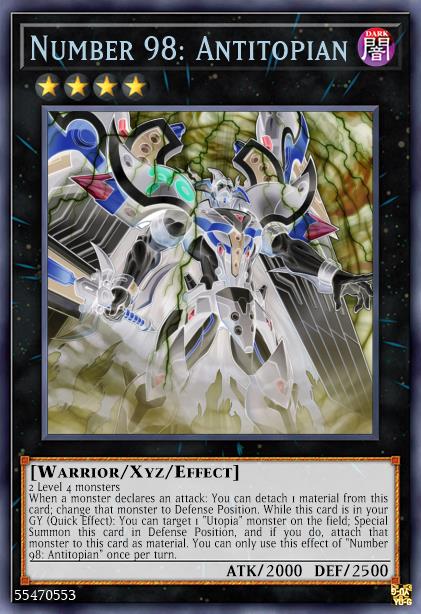 Number 98: Antitopian
DARK
闇
[Warrior/Xyz/Effect]
2 Level 4 monsters
When a monster declares an attack: You can detach 1 material from this
card; change that monster to Defense Position. While this card is in your
GY (Quick Effect): You can target 1 "Utopia" monster on the field; Special
Summon this card in Defense Position, and if you do, attach that
monster to this card as material. You can only use this effect of "Number
98: Antitopian" once per turn.
ATK/2000 DEF/2500
55470553